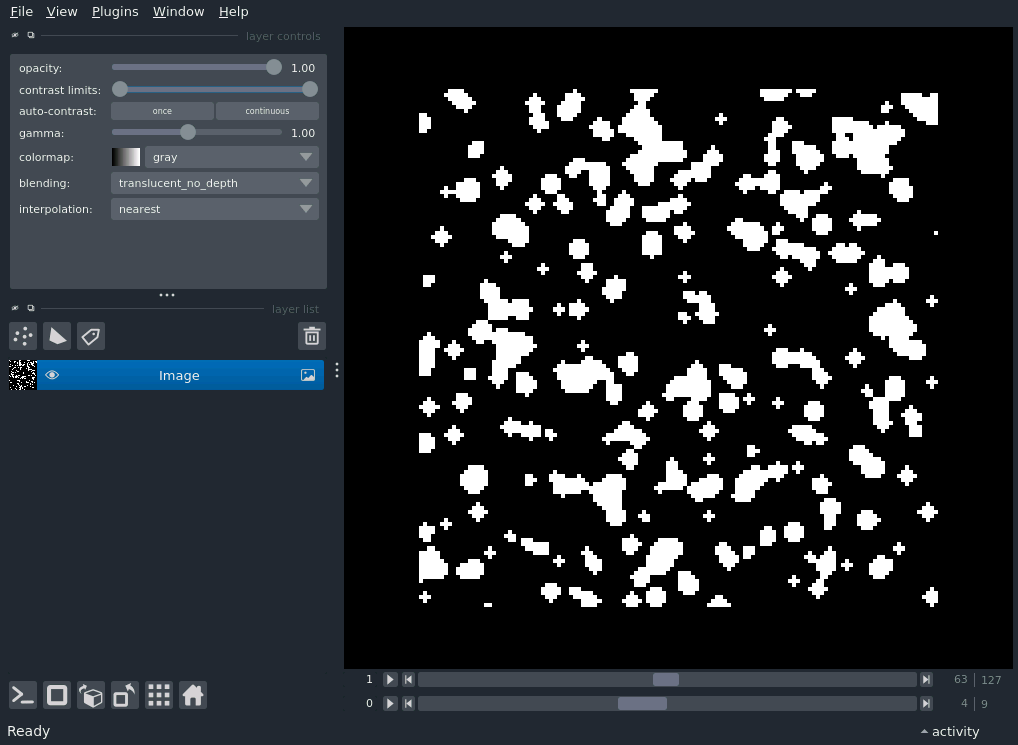 File View Plugins Window Help
layer controls
opacity: 1.00
contrast limits:
auto-contrast: once continuous
gamma: 1.00
colormap: gray
blending: translucent_no_depth
interpolation: nearest
layer list
Image
1 63 127
0 4 9
Ready activity